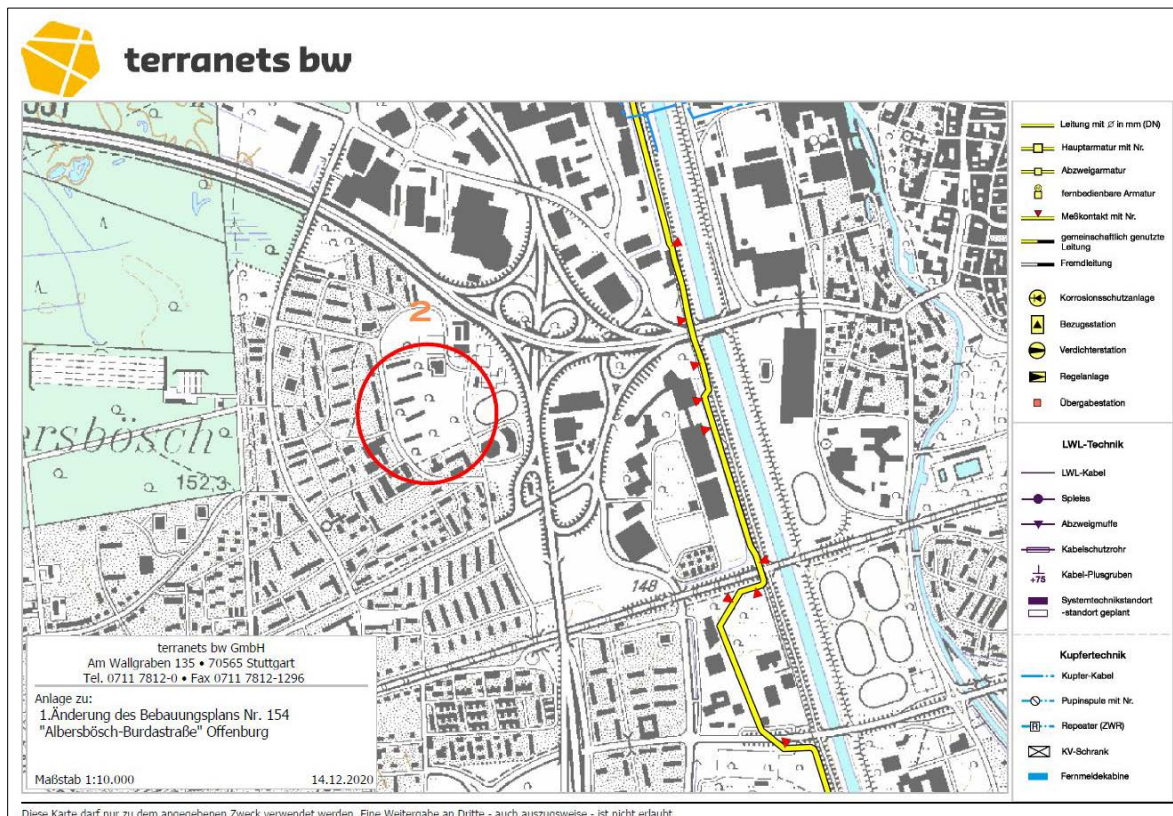 terranets bw
2
ersbösch
152,3
148
terranets bw GmbH
Am Wallgraben 135 • 70565 Stuttgart
Tel. 0711 7812-0 • Fax 0711 7812-1296
Anlage zu:
1.Änderung des Bebauungsplans Nr. 154
"Albersbösch-Burdastraße" Offenburg
Maßstab 1:10.000 14.12.2020
Leitung mit ⌀ in mm (DN)
Hauptarmatur mit Nr.
Abzweigarmatur
fernbedienbare Armatur
Meßkontakt mit Nr.
gemeinschaftlich genutzte
Leitung
Fremdleitung
Korrosionsschutzanlage
Bezugsstation
Verdichterstation
Regelanlage
Übergabestation
LWL-Technik
LWL-Kabel
Spleiss
Abzweigmuffe
Kabelschutzrohr
+75
Kabel-Plusgruben
Systemtechnikstandort
-standort geplant
Kupfertechnik
Kupfer-Kabel
Pupinspule mit Nr.
R
Repeater (ZWR)
KV-Schrank
Fernmeldekabine
Diese Karte darf nur zu dem angegebenen Zweck verwendet werden. Eine Weitergabe an Dritte - auch auszugsweise - ist nicht erlaubt.